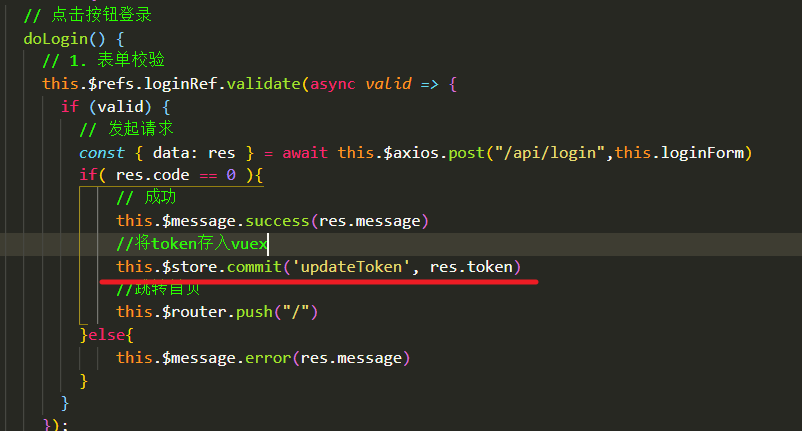 // 点击按钮登录
doLogin() {
// 1. 表单校验
this.$refs.loginRef.validate(async valid => {
if (valid) {
// 发起请求
const { data: res } = await this.$axios.post("/api/login",this.loginForm)
if( res.code == 0 ){
// 成功
this.$message.success(res.message)
//将token存入vuex
this.$store.commit('updateToken', res.token)
//跳转首页
this.$router.push("/")
}else{
this.$message.error(res.message)
}
}
});